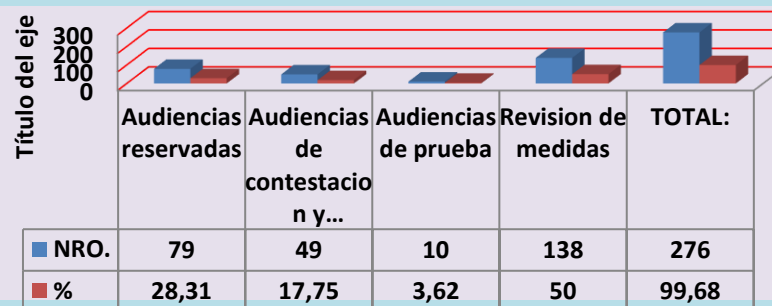 Título del eje
300
200
100
0
Audiencias reservadas
Audiencias de contestacio n y...
Audiencias de prueba
Revision de medidas
TOTAL:
NRO. 79 49 10 138 276
% 28,31 17,75 3,62 50 99,68